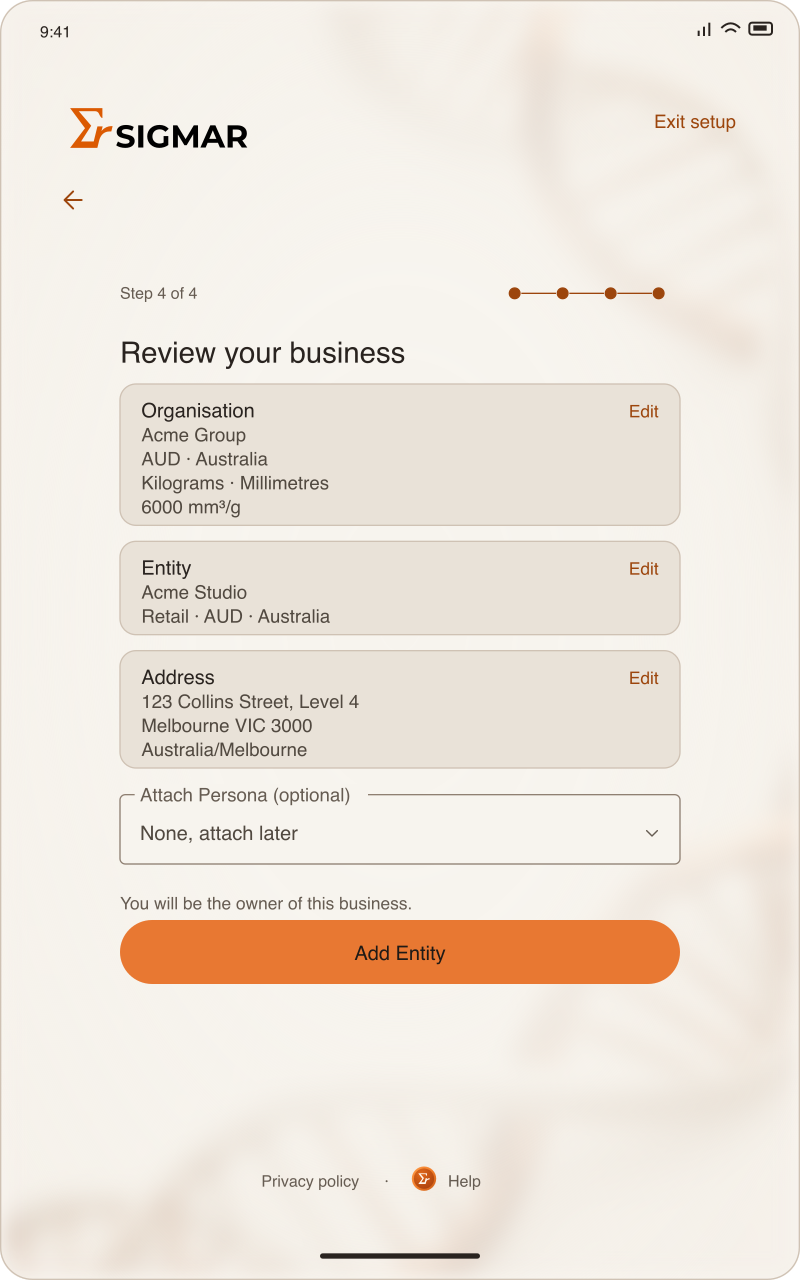 9:41
SIGMAR
Exit setup
Step 4 of 4
Review your business
Organisation
Edit
Acme Group
AUD · Australia
Kilograms · Millimetres
6000 mm³/g
Entity
Edit
Acme Studio
Retail · AUD · Australia
Address
Edit
123 Collins Street, Level 4
Melbourne VIC 3000
Australia/Melbourne
Attach Persona (optional)
None, attach later
You will be the owner of this business.
Add Entity
Privacy policy · Help